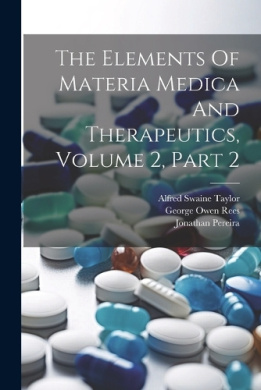 The Elements Of
Materia Medica
And
Therapeutics,
Volume 2, Part 2
Alfred Swaine Taylor
George Owen Rees
Jonathan Pereira